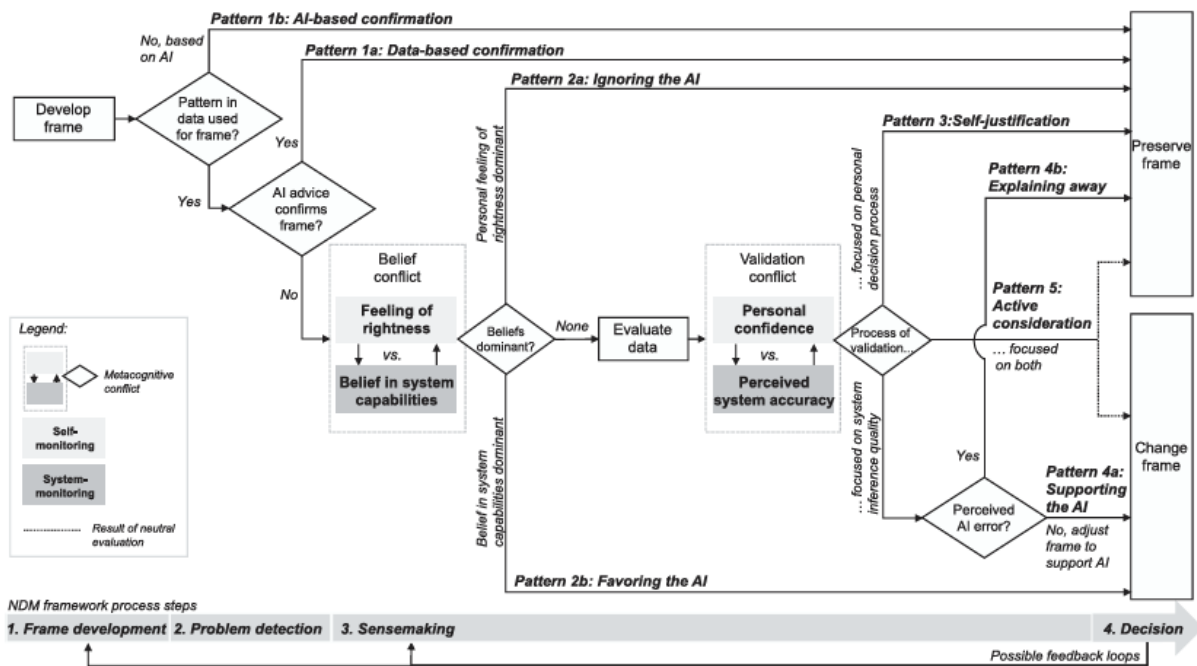 Pattern 1b: AI-based confirmation
No, based
on AI
Pattern 1a: Data-based confirmation
Pattern 2a: Ignoring the AI
Develop
frame
Pattern in
data used
for frame?
Yes
Yes
AI advice
confirms
frame?
No
Personal feeling of
rightness dominant
Pattern 3:Self-justification
... focused on personal
decision process
Pattern 4b:
Explaining away
Preserve
frame
Belief
conflict
Feeling of
rightness
vs.
Belief in system
capabilities
Beliefs
dominant?
None
Evaluate
data
Validation
conflict
Personal
confidence
vs.
Perceived
system accuracy
Process of
validation...
Pattern 5:
Active
consideration
... focused
on both
Belief in system
capabilities dominant
... focused on system
inference quality
Yes
Perceived
AI error?
Pattern 4a:
Supporting
the AI
No, adjust
frame to
support AI
Change
frame
Pattern 2b: Favoring the AI
Legend:
Metacognitive
conflict
Self-
monitoring
System-
monitoring
Result of neutral
evaluation
NDM framework process steps
1. Frame development
2. Problem detection
3. Sensemaking
4. Decision
Possible feedback loops